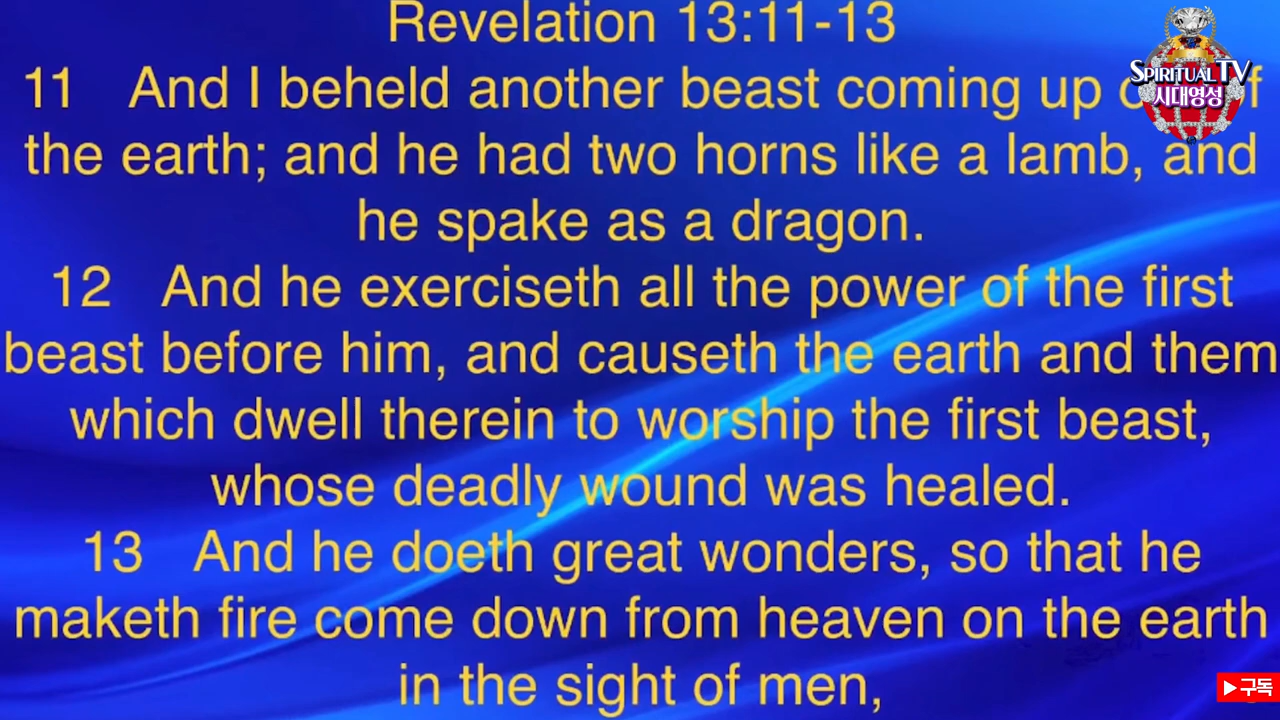 Revelation 13:11-13
SPIRITUALTV
시대영성
11 And I beheld another beast coming up of
the earth; and he had two horns like a lamb, and
he spake as a dragon.
12 And he exerciseth all the power of the first
beast before him, and causeth the earth and them
which dwell therein to worship the first beast,
whose deadly wound was healed.
13 And he doeth great wonders, so that he
maketh fire come down from heaven on the earth
in the sight of men,
구독